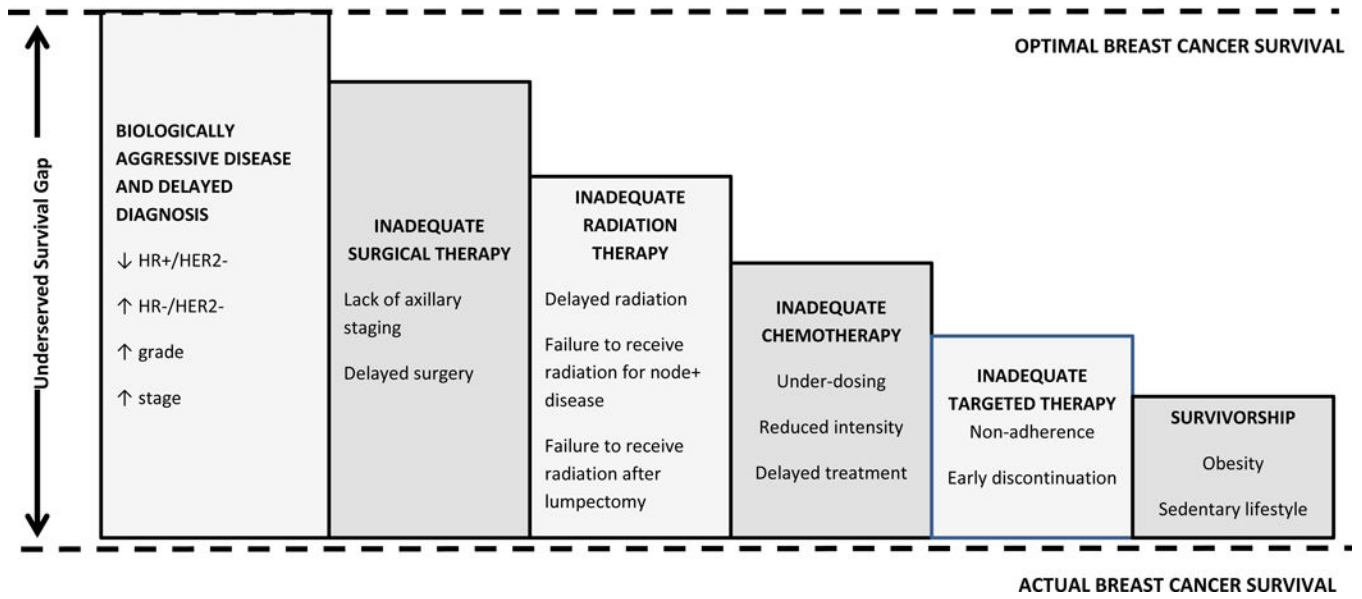 OPTIMAL BREAST CANCER SURVIVAL
Underserved Survival Gap
BIOLOGICALLY
AGGRESSIVE DISEASE
AND DELAYED
DIAGNOSIS
↓ HR+/HER2-
↑ HR-/HER2-
↑ grade
↑ stage
INADEQUATE
SURGICAL THERAPY
Lack of axillary
staging
Delayed surgery
INADEQUATE
RADIATION
THERAPY
Delayed radiation
Failure to receive
radiation for node+
disease
Failure to receive
radiation after
lumpectomy
INADEQUATE
CHEMOTHERAPY
Under-dosing
Reduced intensity
Delayed treatment
INADEQUATE
TARGETED THERAPY
Non-adherence
Early discontinuation
SURVIVORSHIP
Obesity
Sedentary lifestyle
ACTUAL BREAST CANCER SURVIVAL